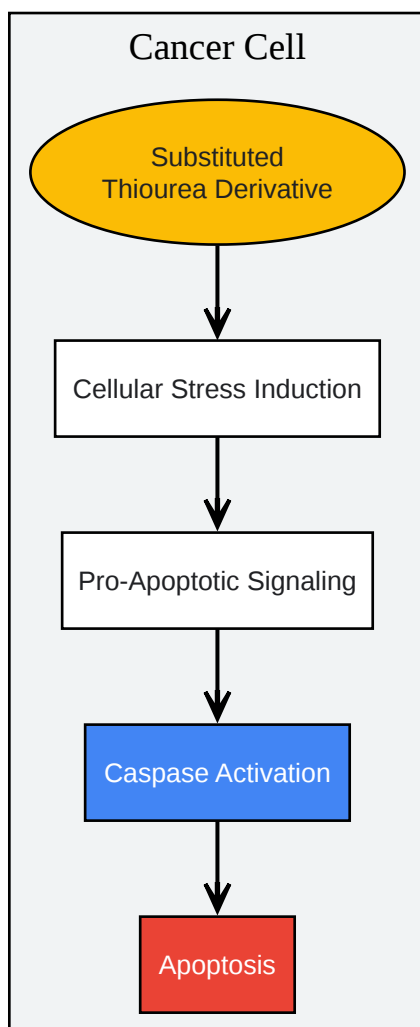 Cancer Cell
Substituted
Thiourea Derivative
Cellular Stress Induction
Pro-Apoptotic Signaling
Caspase Activation
Apoptosis